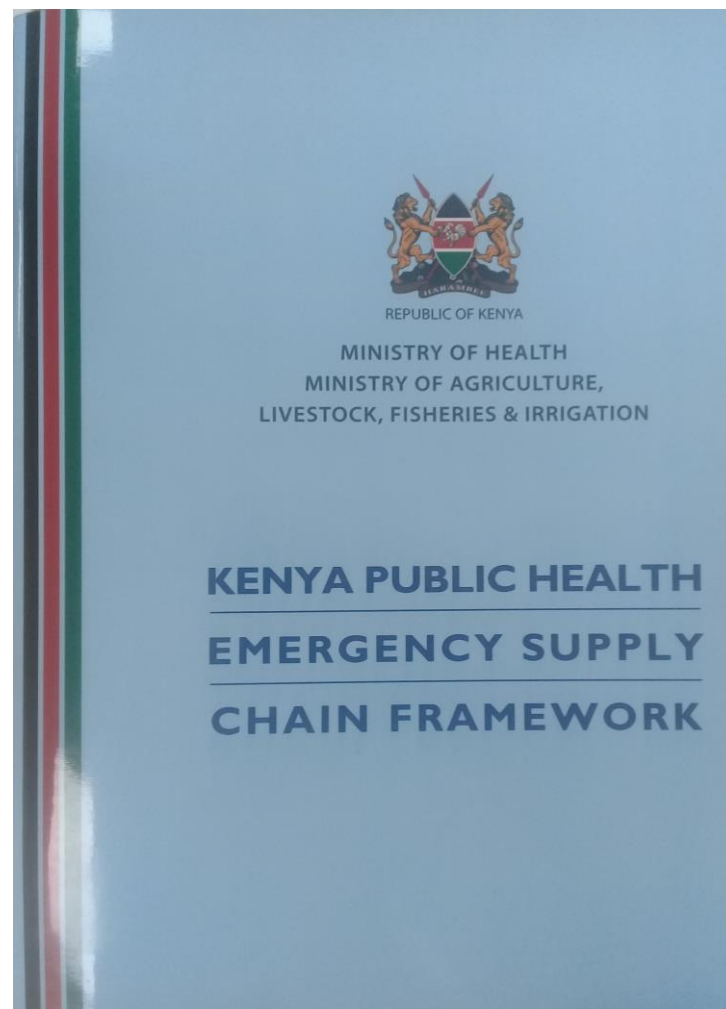 HARAMBEE
REPUBLIC OF KENYA
MINISTRY OF HEALTH
MINISTRY OF AGRICULTURE,
LIVESTOCK, FISHERIES & IRRIGATION
KENYA PUBLIC HEALTH
EMERGENCY SUPPLY
CHAIN FRAMEWORK